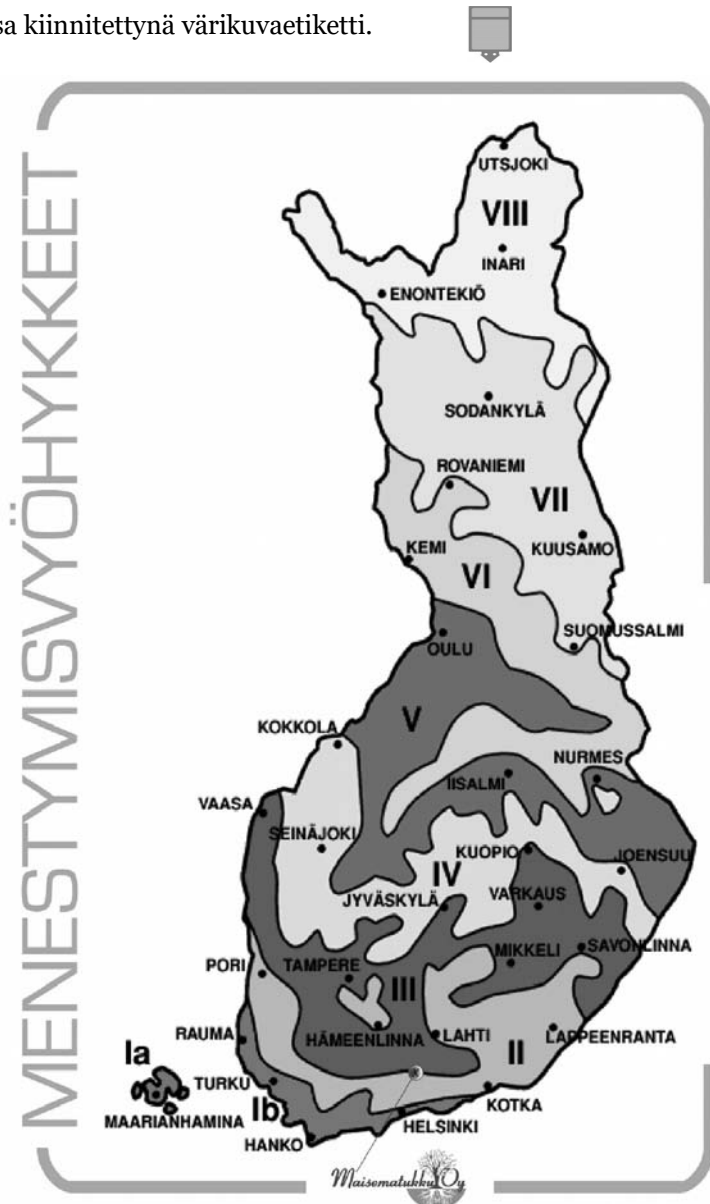 sa kiinnitettynä värikuvaetiketti.
MENESTYMISVYÖHYKKEET
UTSJOKI
VIII
INARI
ENONTEKIÖ
SODANKYLÄ
ROVANIEMI
VII
KEMI
KUUSAMO
VI
SUOMUSSALMI
OULU
V
KOKKOLA
NURMES
IISALMI
VAASA
SEINÄJOKI
KUOPIO
JOENSUU
IV
JYVÄSKYLÄ
VARKAUS
SAVONLINNA
MIKKELI
PORI
TAMPERE
III
RAUMA
HÄMEENLINNA
LAHTI
LAPPEENRANTA
II
Ia
TURKU
Ib
KOTKA
MAARIANHAMINA
HELSINKI
HANKO
Maisematukku Oy